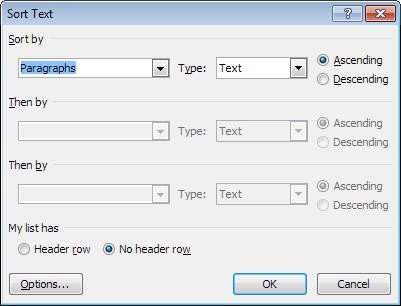 Sort Text
Sort by
Paragraphs Type: Text Ascending
Descending
Then by
Type: Text Ascending
Descending
Then by
Type: Text Ascending
Descending
My list has
Header row No header row
Options... OK Cancel